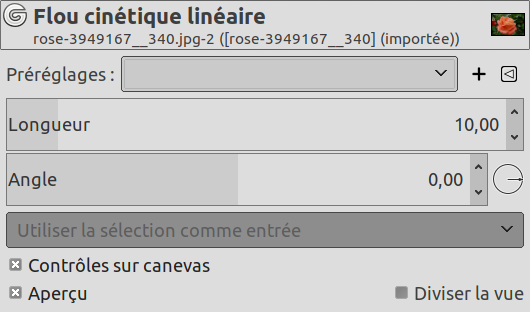 Flou cinétique linéaire
rose-3949167__340.jpg-2 ([rose-3949167__340] (importée))
Préréglages :
Longueur 10,00
Angle 0,00
Utiliser la sélection comme entrée
Contrôles sur canevas
Aperçu Diviser la vue